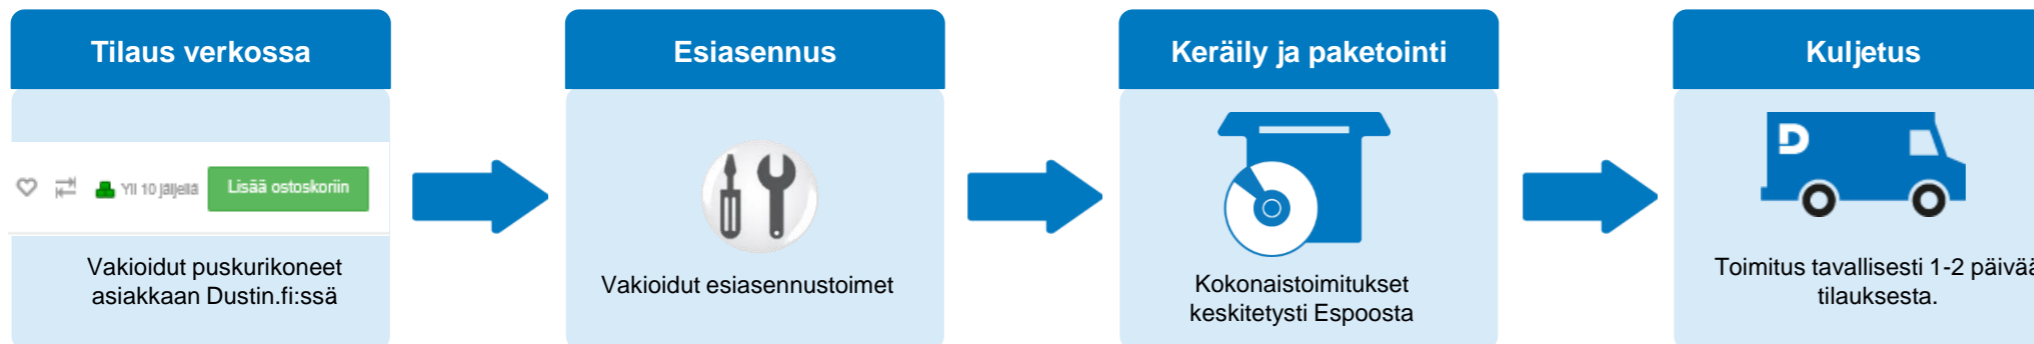 Tilaus verkossa
Yli 10 jäljellä
Lisää ostoskoriin
Vakioidut puskurikoneet
asiakkaan Dustin.fi:ssä
Esiasennus
Vakioidut esiasennustoimet
Keräily ja paketointi
Kokonaistoimitukset
keskitetysti Espoosta
Kuljetus
D
Toimitus tavallisesti 1-2 päivää
tilauksesta.